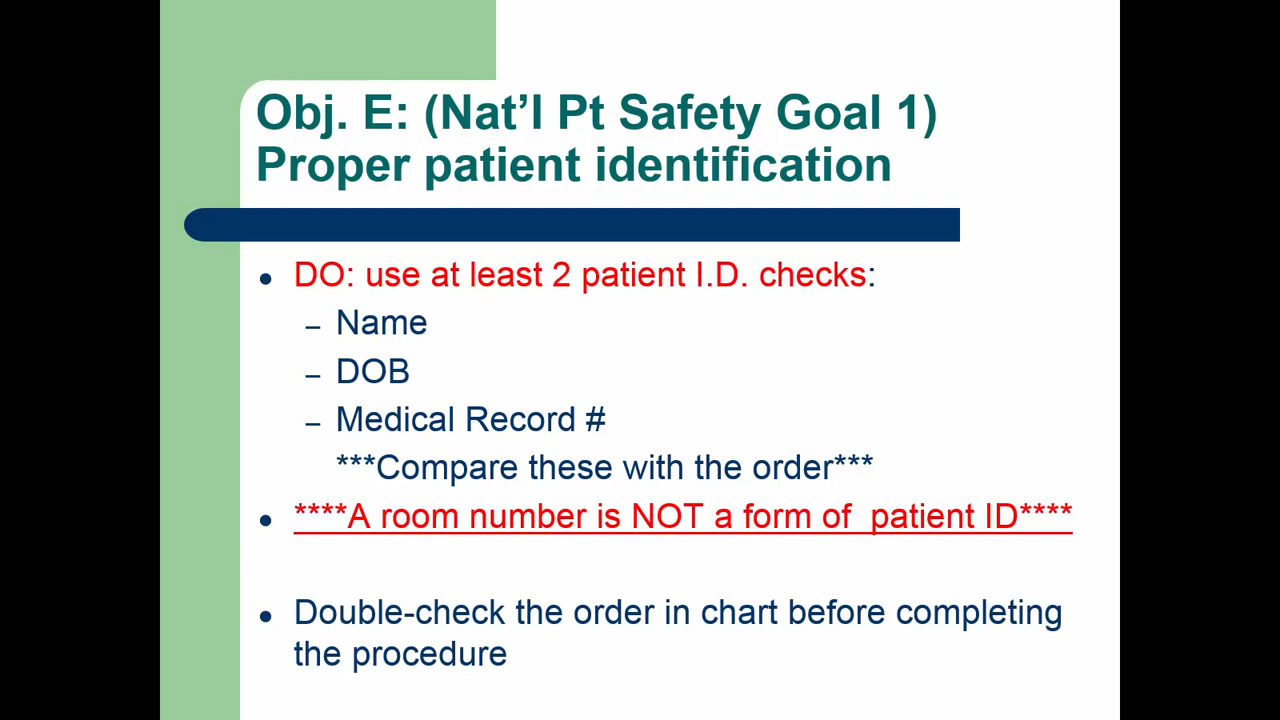 Obj. E: (Nat’l Pt Safety Goal 1)
Proper patient identification
● DO: use at least 2 patient I.D. checks:
– Name
– DOB
– Medical Record #
***Compare these with the order***
● ****A room number is NOT a form of  patient ID****
● Double-check the order in chart before completing
the procedure